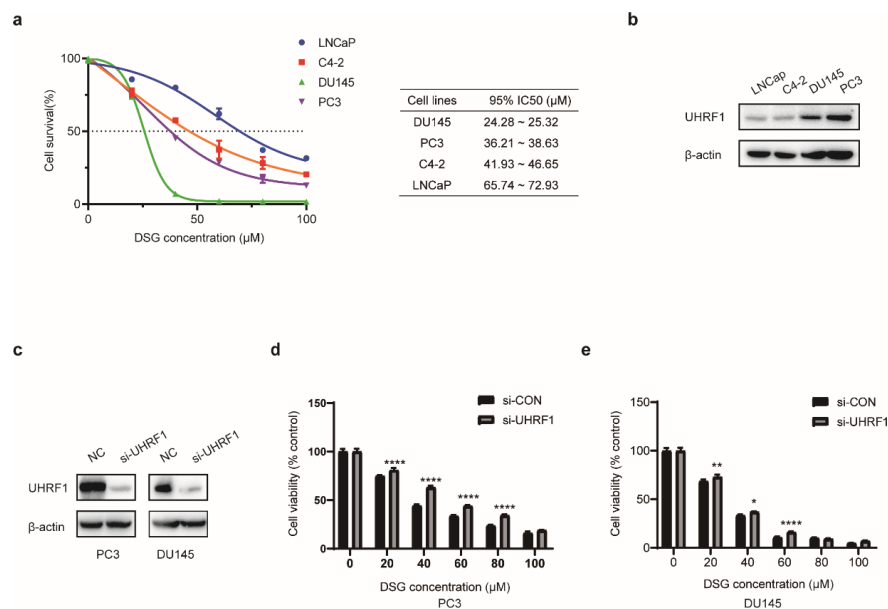 a
LNCaP
C4-2
DU145
PC3
100
50
0
Cell survival(%)
0
50
100
DSG concentration (μM)
Cell lines 95% IC50 (μM)
DU145 24.28 ~ 25.32
PC3 36.21 ~ 38.63
C4-2 41.93 ~ 46.65
LNCaP 65.74 ~ 72.93
b
LNCap C4-2 DU145 PC3
UHRF1
β-actin
c
NC si-UHRF1 NC si-UHRF1
UHRF1
β-actin
PC3 DU145
d
si-CON
si-UHRF1
150
100
50
0
Cell viability (% control)
**** **** **** ****
0 20 40 60 80 100
DSG concentration (μM)
PC3
e
si-CON
si-UHRF1
150
100
50
0
Cell viability (% control)
** * ****
0 20 40 60 80 100
DSG concentration (μM)
DU145